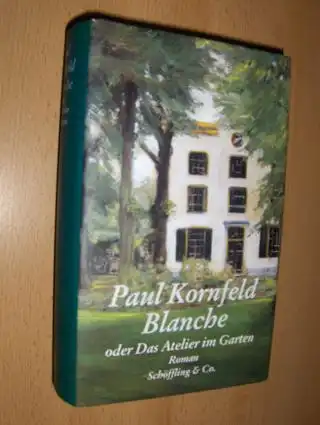 Paul Kornfeld
Blanche
oder Das Atelier im Garten
Roman
Schöffling & Co.